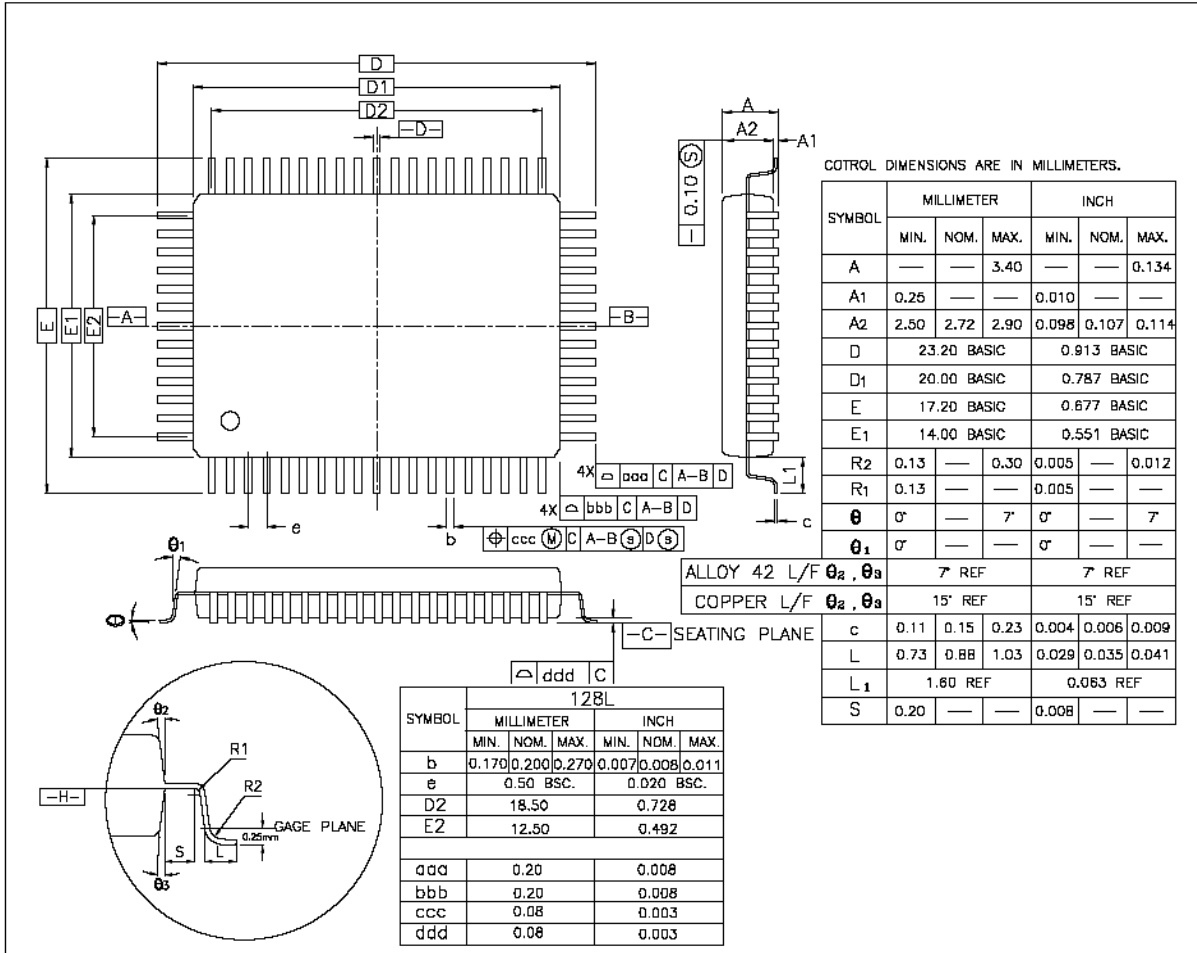 D
D1
D2
-D-
A
A2
A1
0.10 S
E
E1
E2
-A-
-B-
L1
4X aaa C A-B D
4X bbb C A-B D
e
b
ccc M C A-B S D S
c
COTROL DIMENSIONS ARE IN MILLIMETERS.
SYMBOL MILLIMETER INCH
MIN. NOM. MAX. MIN. NOM. MAX.
A — — 3.40 — — 0.134
A1 0.25 — — 0.010 — —
A2 2.50 2.72 2.90 0.098 0.107 0.114
D 23.20 BASIC 0.913 BASIC
D1 20.00 BASIC 0.787 BASIC
E 17.20 BASIC 0.677 BASIC
E1 14.00 BASIC 0.551 BASIC
R2 0.13 — 0.30 0.005 — 0.012
R1 0.13 — — 0.005 — —
θ 0° — 7° 0° — 7°
θ1 0° — — 0° — —
ALLOY 42 L/F θ2 , θ3 7° REF 7° REF
COPPER L/F θ2 , θ3 15° REF 15° REF
c 0.11 0.15 0.23 0.004 0.006 0.009
L 0.73 0.88 1.03 0.029 0.035 0.041
L1 1.60 REF 0.063 REF
S 0.20 — — 0.008 — —
θ1
θ
-C- SEATING PLANE
ddd C
128L
SYMBOL MILLIMETER INCH
MIN. NOM. MAX. MIN. NOM. MAX.
b 0.170 0.200 0.270 0.007 0.008 0.011
e 0.50 BSC. 0.020 BSC.
D2 18.50 0.728
E2 12.50 0.492
aaa 0.20 0.008
bbb 0.20 0.008
ccc 0.08 0.003
ddd 0.08 0.003
θ2
R1
-H-
R2
GAGE PLANE
0.25mm
S
L
θ3